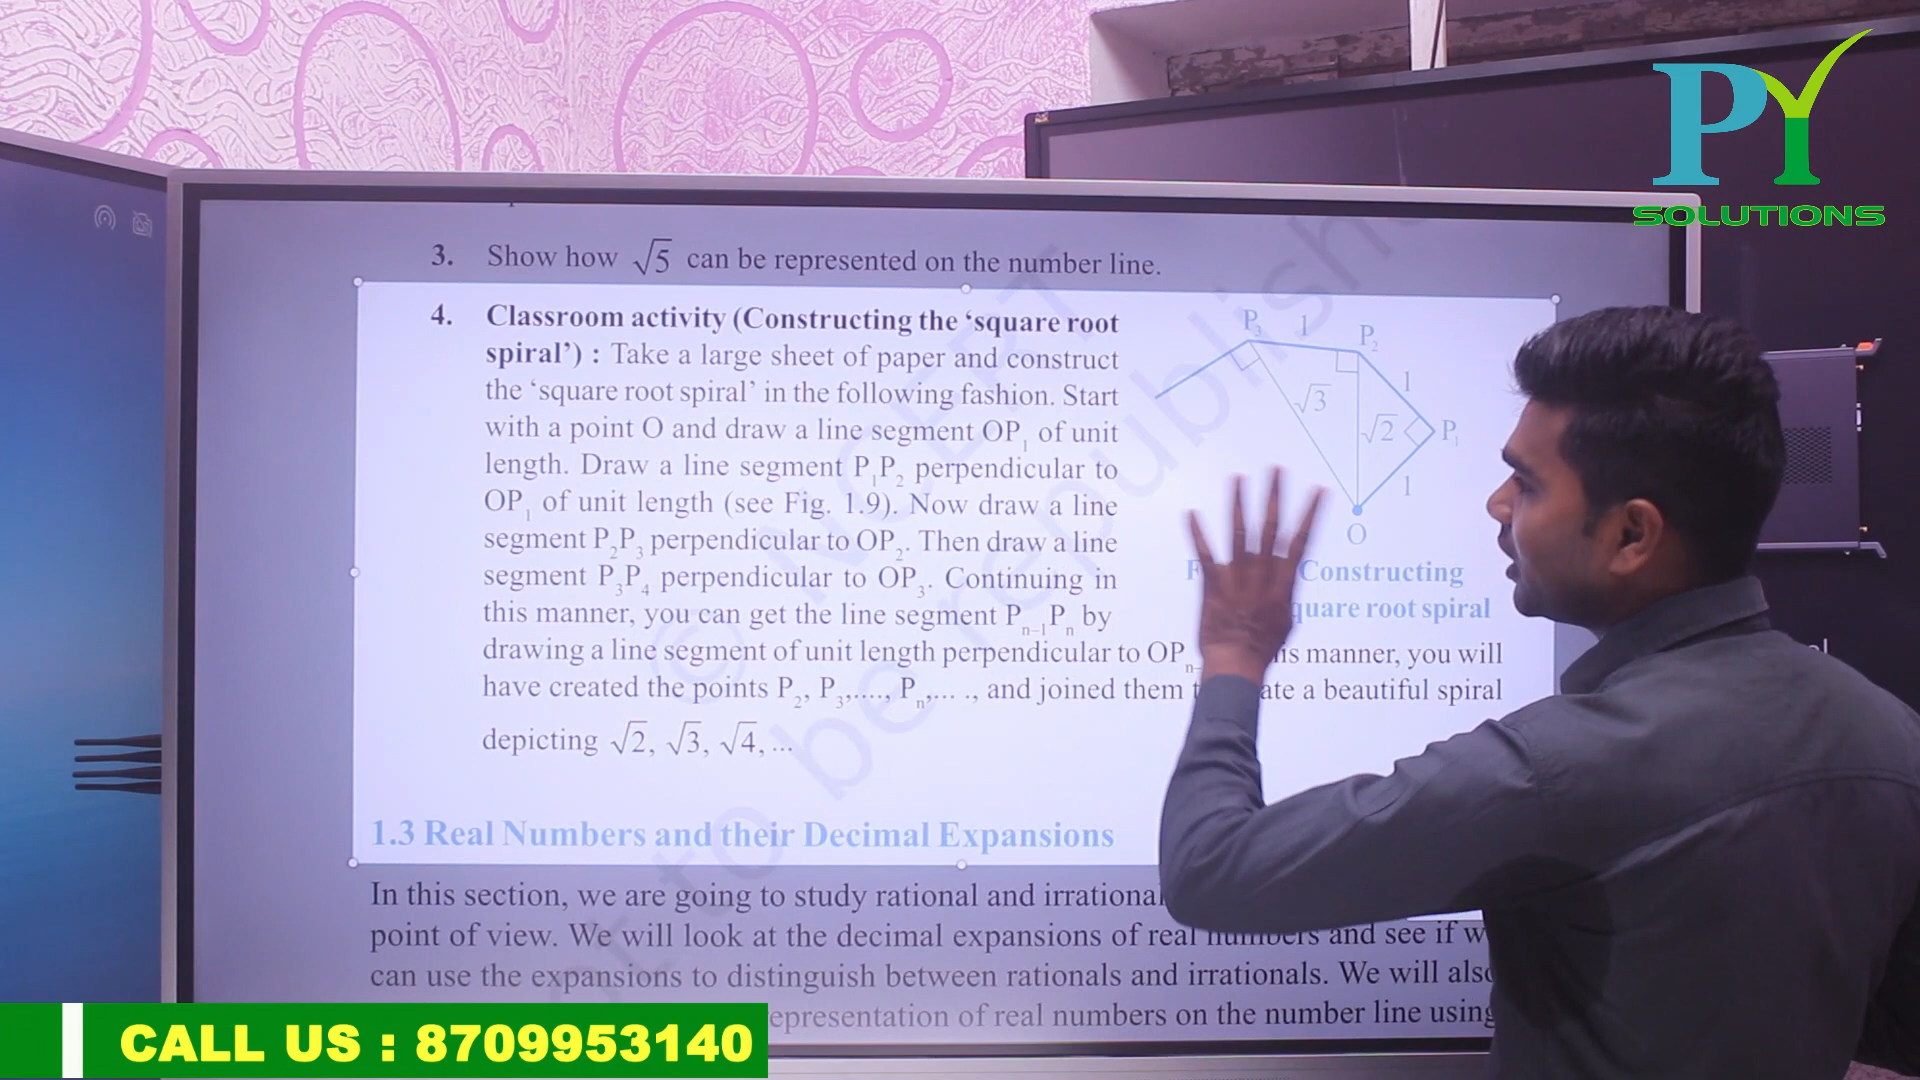 PY
SOLUTIONS
3. Show how √5 can be represented on the number line.
4. Classroom activity (Constructing the ‘square root
spiral’) : Take a large sheet of paper and construct
the ‘square root spiral’ in the following fashion. Start
with a point O and draw a line segment OP₁ of unit
length. Draw a line segment P₁P₂ perpendicular to
OP₁ of unit length (see Fig. 1.9). Now draw a line
segment P₂P₃ perpendicular to OP₂. Then draw a line
segment P₃P₄ perpendicular to OP₃. Continuing in
this manner, you can get the line segment Pₙ₋₁Pₙ by
drawing a line segment of unit length perpendicular to OP manner, you will
have created the points P₂, P₃,...., Pₙ,... ., and joined them a beautiful spiral
depicting √2, √3, √4, ...
P₃ 1 P₂
1
√3
√2 P₁
1
O
Constructing
root spiral
1.3 Real Numbers and their Decimal Expansions
In this section, we are going to study rational and
point of view. We will look at the decimal expansions of real numbers and see if
can use the expansions to distinguish between rationals and irrationals. We will
of real numbers on the number line using
© NCERT
not to be republished
CALL US : 8709953140